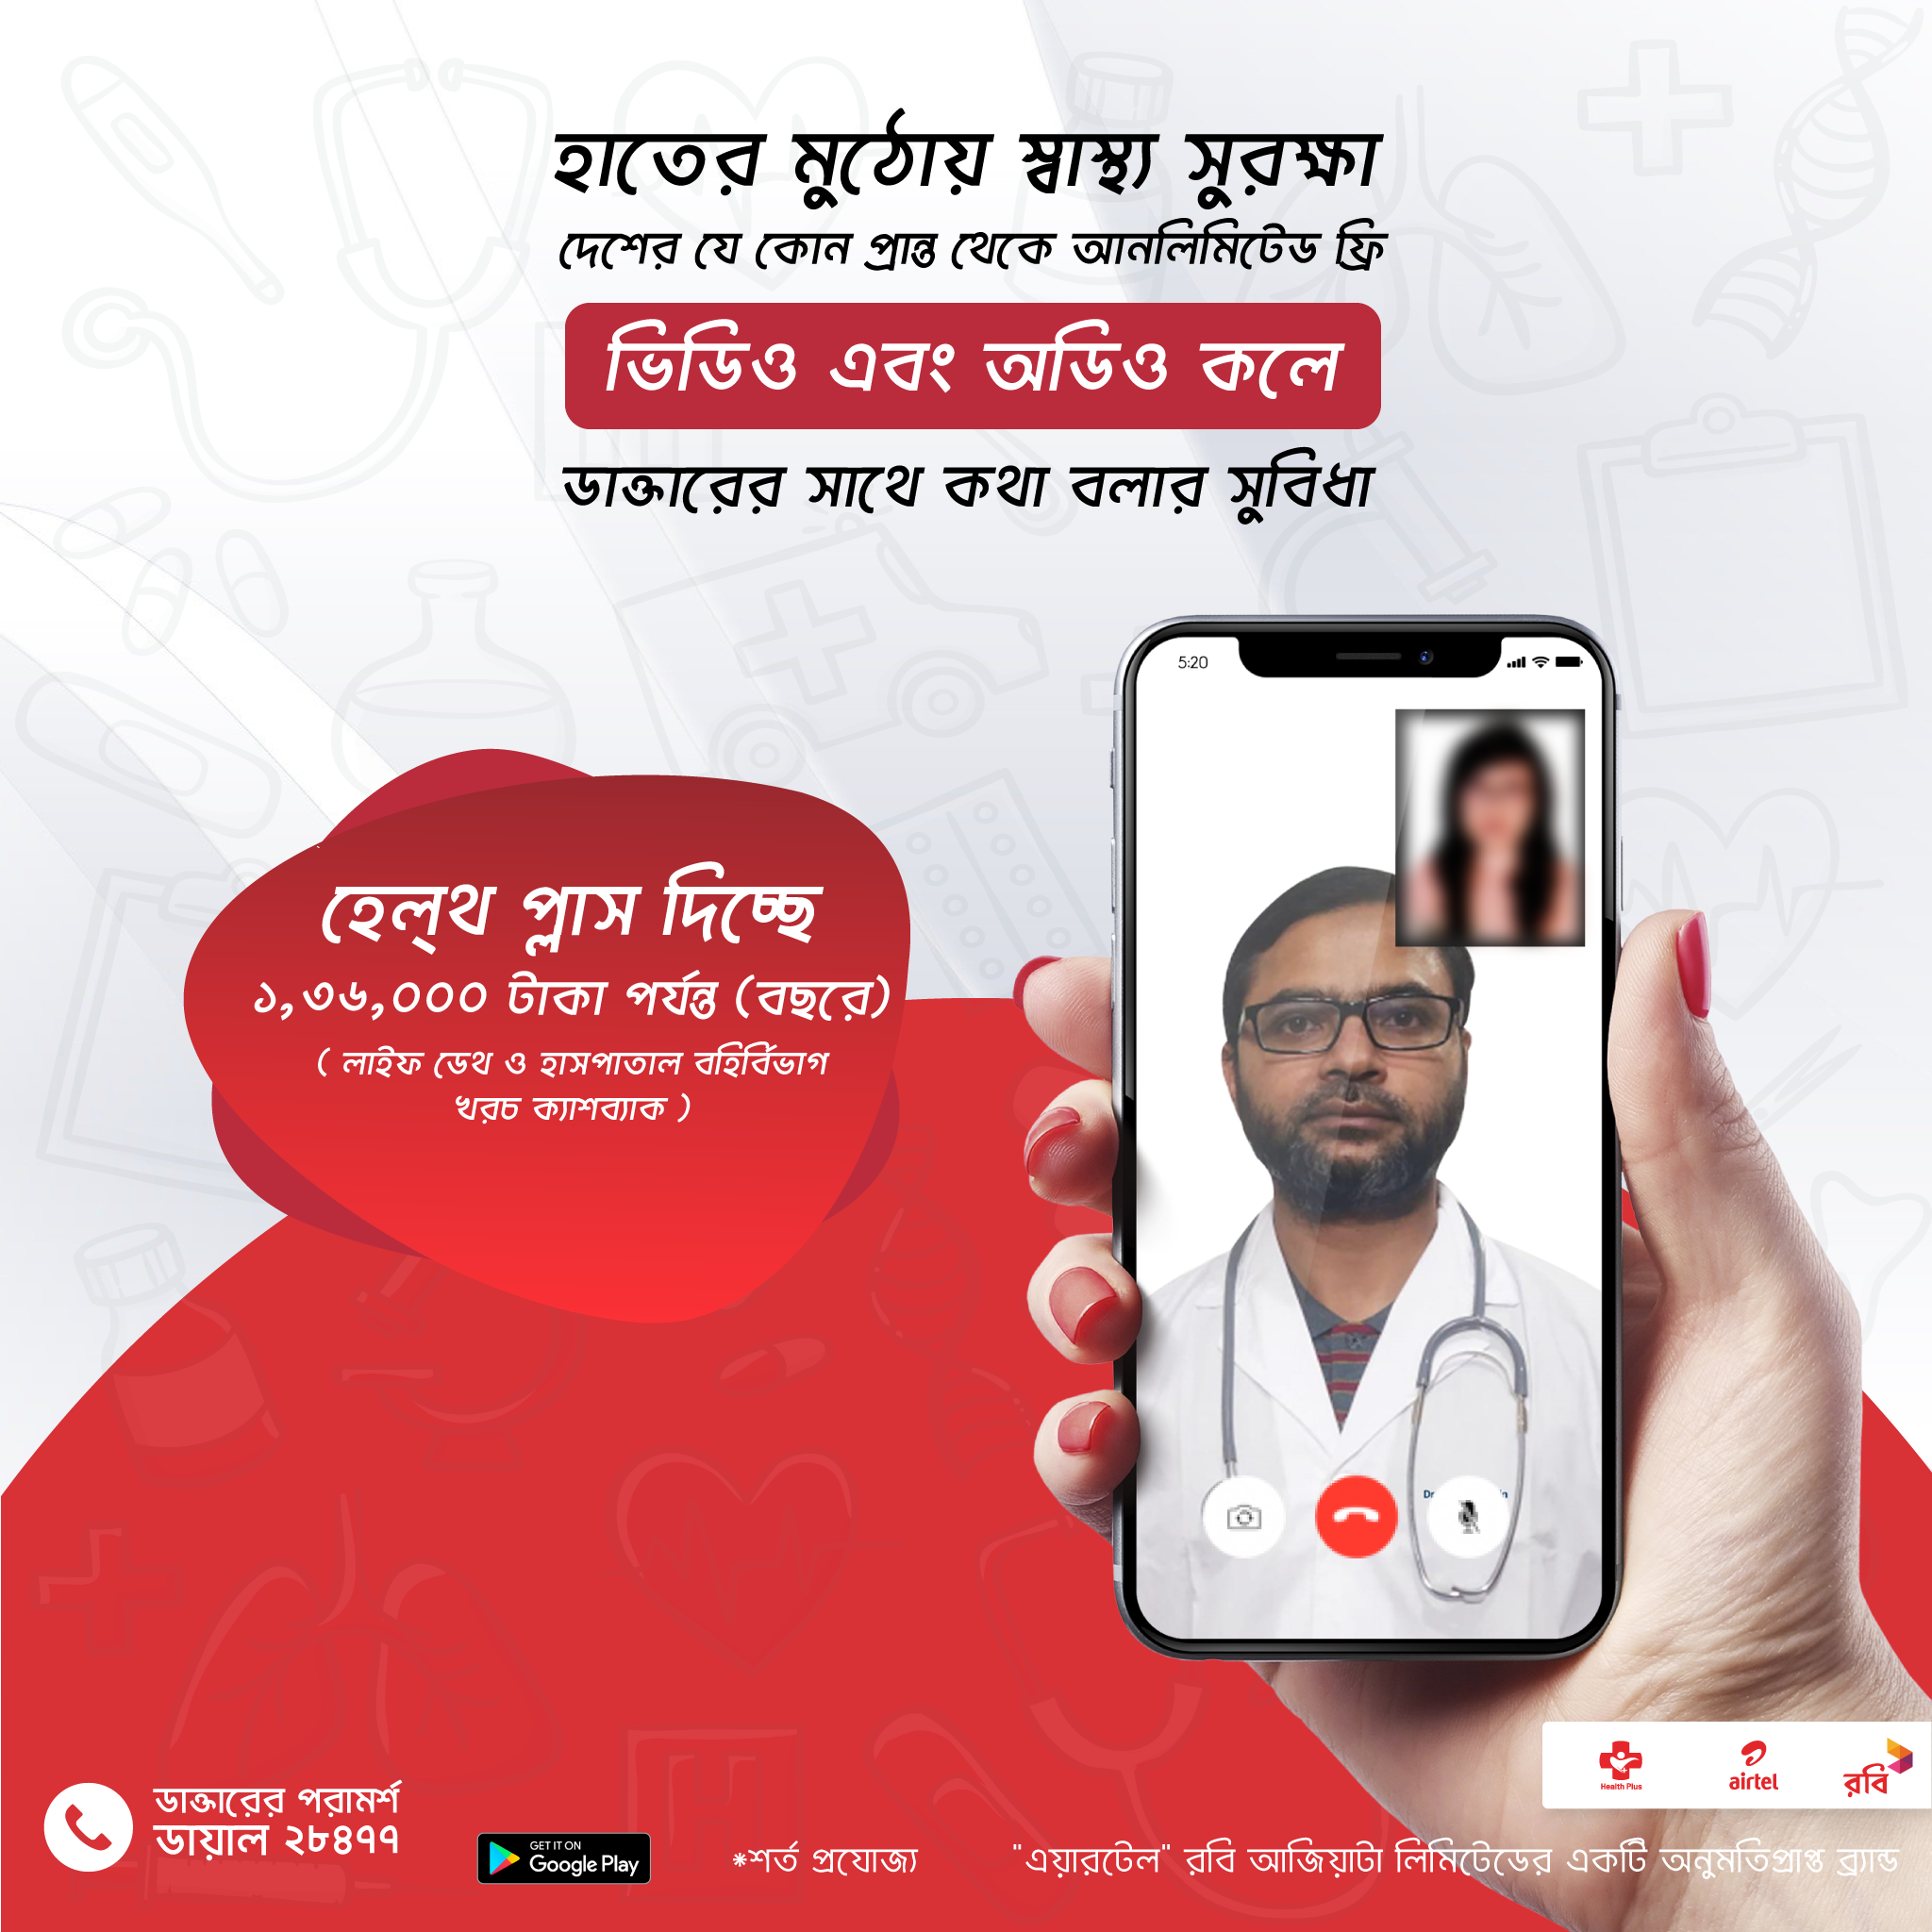 হাতের মুঠোয় স্বাস্থ্য সুরক্ষা
দেশের যে কোন প্রান্ত থেকে আনলিমিটেড ফ্রি
ভিডিও এবং অডিও কলে
ডাক্তারের সাথে কথা বলার সুবিধা
5:20
হেল্‌থ প্লাস দিচ্ছে
১,৩৬,০০০ টাকা পর্যন্ত (বছরে)
( লাইফ ডেথ ও হাসপাতাল বহির্বিভাগ
খরচ ক্যাশব্যাক )
Health Plus
airtel
রবি
ডাক্তারের পরামর্শ
ডায়াল ২৮৪৭৭
GET IT ON
Google Play
*শর্ত প্রযোজ্য
"এয়ারটেল" রবি আজিয়াটা লিমিটেডের একটি অনুমতিপ্রাপ্ত ব্র্যান্ড